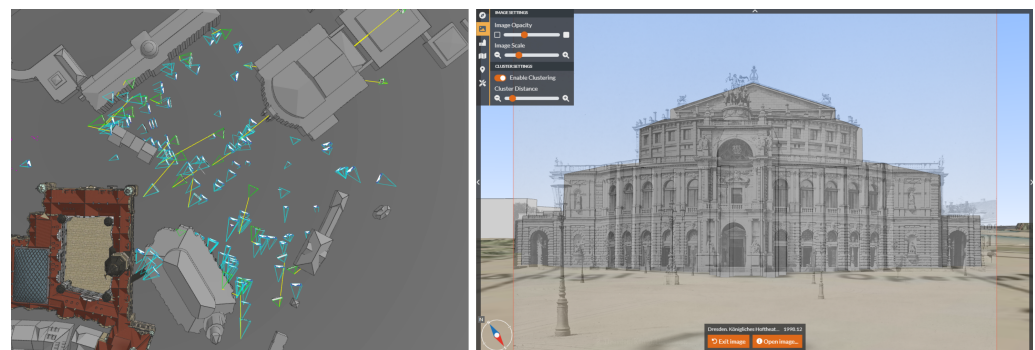 IMAGE SETTINGS
Image Opacity
Image Scale
CLUSTER SETTINGS
Enable Clustering
Cluster Distance
N
Dresden. Königliches Hoftheat... 1990.12
Exit image
Open image...